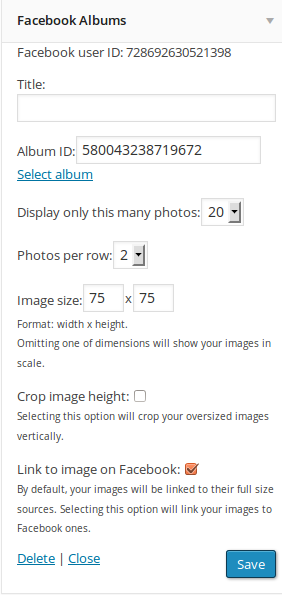 Facebook Albums
Facebook user ID: 728692630521398
Title:
Album ID: 580043238719672
Select album
Display only this many photos: 20
Photos per row: 2
Image size: 75 x 75
Format: width x height.
Omitting one of dimensions will show your images in
scale.
Crop image height:
Selecting this option will crop your oversized images
vertically.
Link to image on Facebook:
By default, your images will be linked to their full size
sources. Selecting this option will link your images to
Facebook ones.
Delete | Close Save